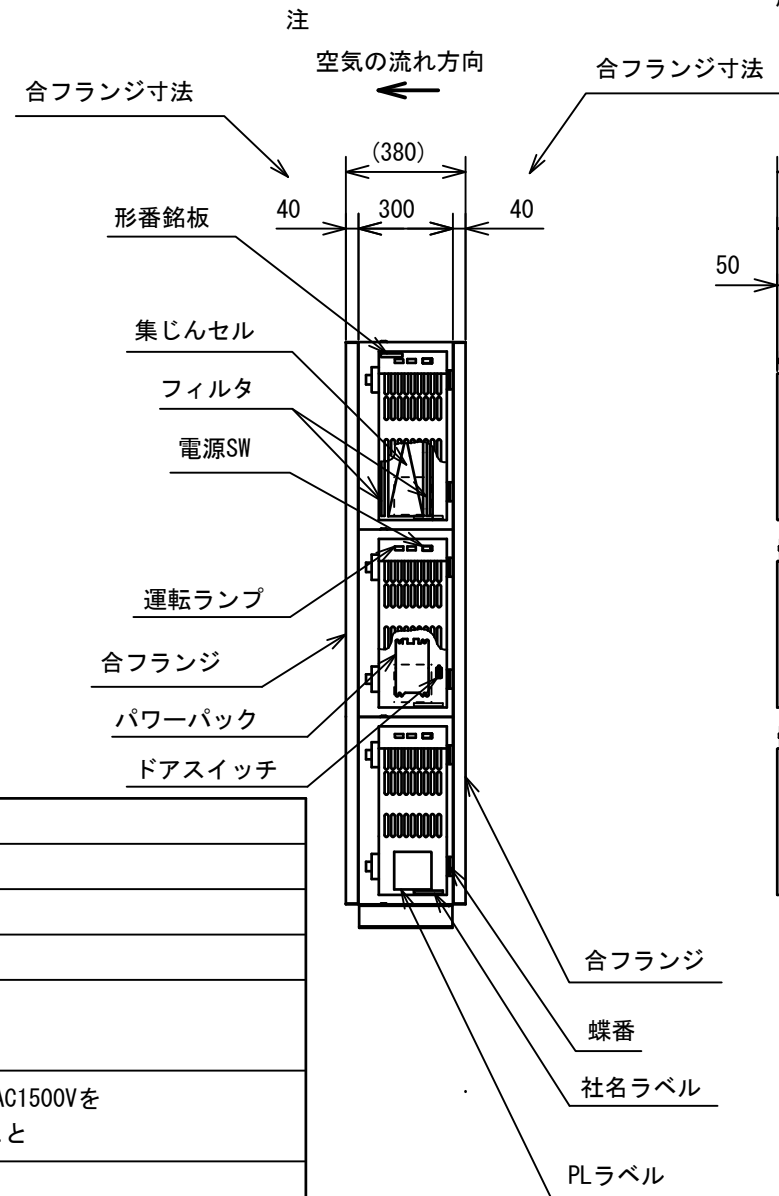 注
空気の流れ方向
合フランジ寸法
合フランジ寸法
(380)
40
300
40
形番銘板
50
集じんセル
フィルタ
電源SW
運転ランプ
合フランジ
パワーパック
ドアスイッチ
合フランジ
蝶番
AC1500Vを
社名ラベル
と
PLラベル